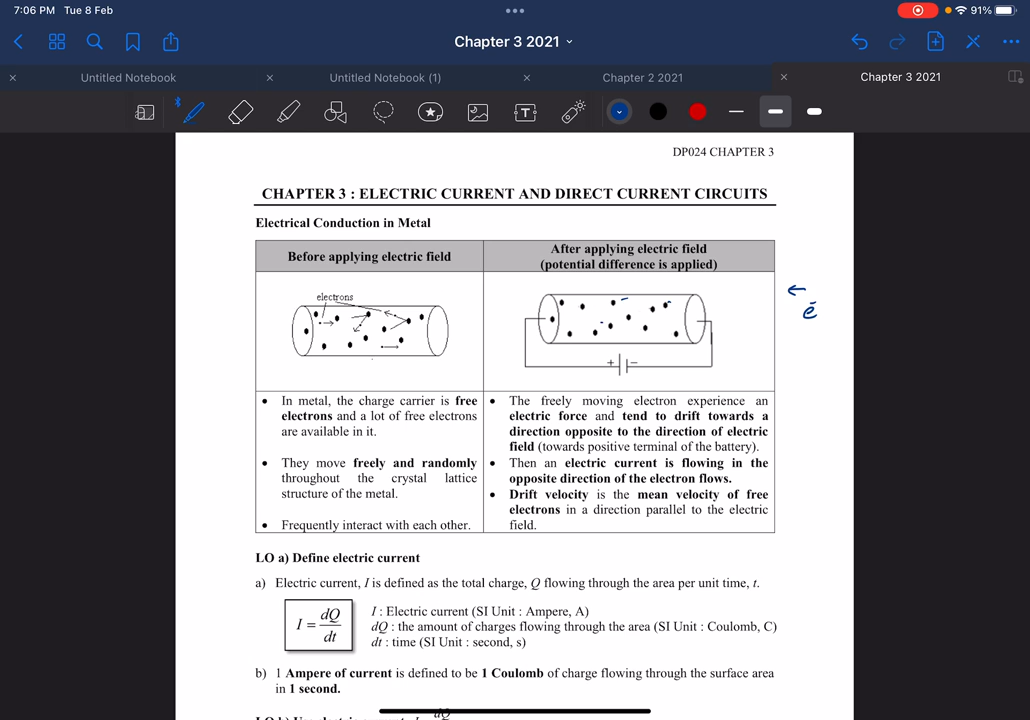 7:06 PM Tue 8 Feb
91%
Chapter 3 2021
Untitled Notebook
Untitled Notebook (1)
Chapter 2 2021
Chapter 3 2021
DP024 CHAPTER 3
CHAPTER 3 : ELECTRIC CURRENT AND DIRECT CURRENT CIRCUITS
Electrical Conduction in Metal
Before applying electric field
After applying electric field
(potential difference is applied)
electrons
+ −
← ē
• In metal, the charge carrier is free
electrons and a lot of free electrons
are available in it.
• They move freely and randomly
throughout the crystal lattice
structure of the metal.
• Frequently interact with each other.
• The freely moving electron experience an
electric force and tend to drift towards a
direction opposite to the direction of electric
field (towards positive terminal of the battery).
• Then an electric current is flowing in the
opposite direction of the electron flows.
• Drift velocity is the mean velocity of free
electrons in a direction parallel to the electric
field.
LO a) Define electric current
a) Electric current, I is defined as the total charge, Q flowing through the area per unit time, t.
I = dQ/dt
I : Electric current (SI Unit : Ampere, A)
dQ : the amount of charges flowing through the area (SI Unit : Coulomb, C)
dt : time (SI Unit : second, s)
b) 1 Ampere of current is defined to be 1 Coulomb of charge flowing through the surface area
in 1 second.
dQ